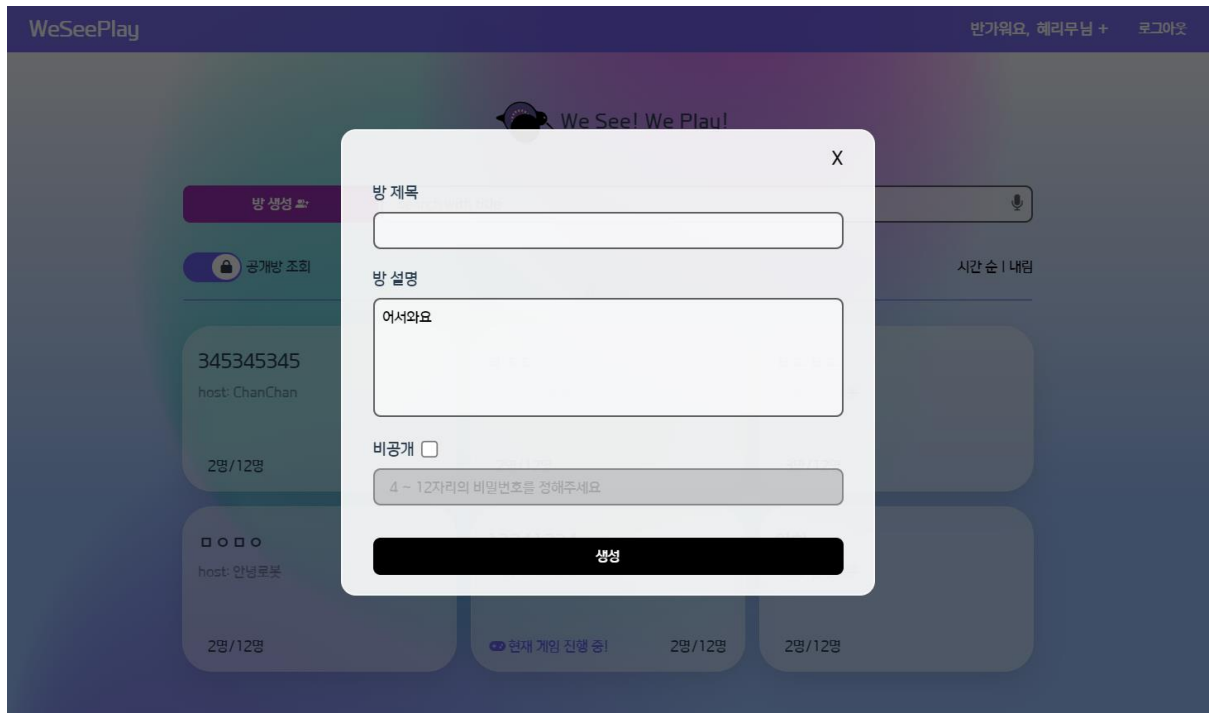 WeSeePlay
반가워요, 혜리무님 +
로그아웃
We See! We Play!
X
방 제목
방 생성
공개방 조회
시간 순 | 내림
방 설명
어서와요
345345345
host: ChanChan
2명/12명
비공개
4 - 12자리의 비밀번호를 정해주세요
생성
ㅁㅇㅁㅇ
host: 안녕로봇
2명/12명
현재 게임 진행 중!
2명/12명
2명/12명